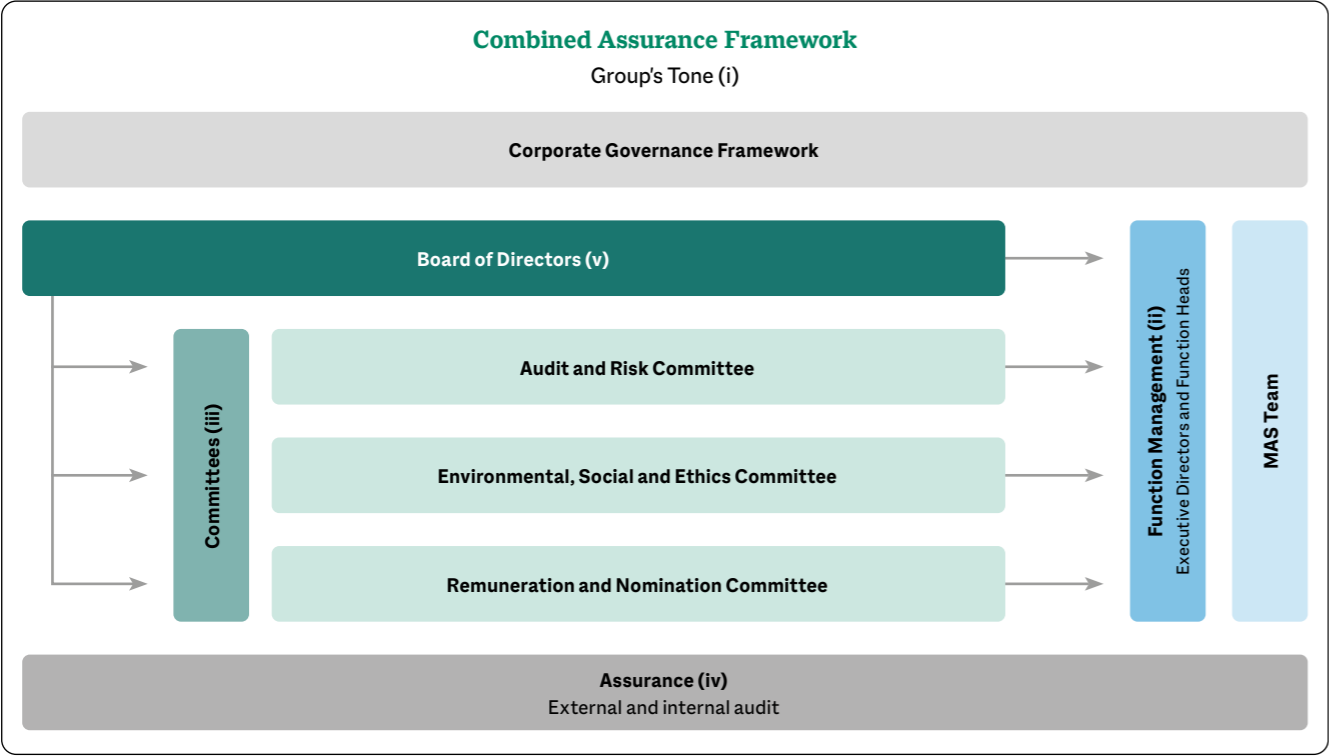 Combined Assurance Framework
Group's Tone (i)
Corporate Governance Framework
Board of Directors (v)
Committees (iii)
Audit and Risk Committee
Environmental, Social and Ethics Committee
Remuneration and Nomination Committee
Function Management (ii)
Executive Directors and Function Heads
MAS Team
Assurance (iv)
External and internal audit